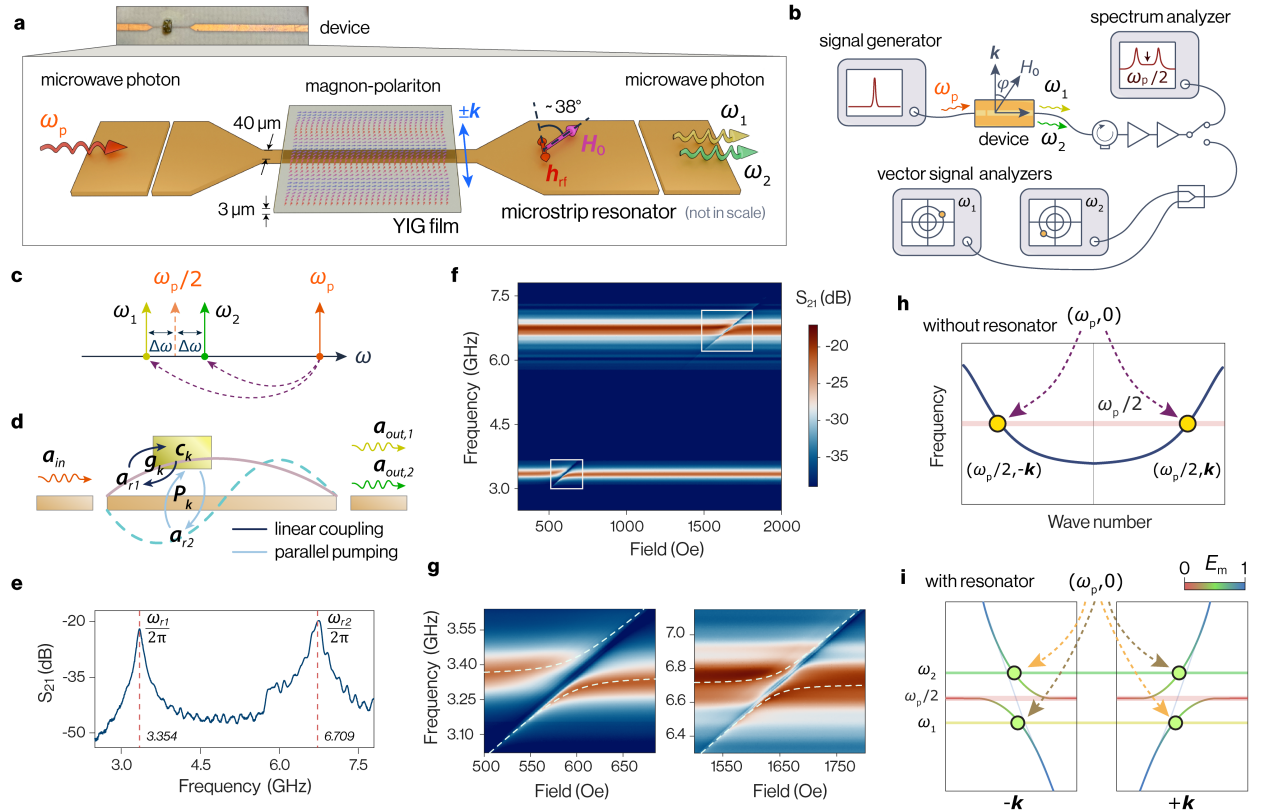 a
device
microwave photon
magnon-polariton
microwave photon
40 μm
~ 38°
±k
ωp
H0
hrf
ω1
ω2
3 μm
YIG film
microstrip resonator (not in scale)
b
spectrum analyzer
signal generator
k
H0
φ
ωp
ω1
ωp/2
device
ω2
vector signal analyzers
ω1
ω2
c
ωp/2
ωp
ω1
ω2
Δω
Δω
ω
d
ck
gk
ain
ar1
Pk
ar2
aout,1
aout,2
linear coupling
parallel pumping
e
S21 (dB)
-20
-35
-50
ωr1
2π
ωr2
2π
3.354
6.709
3.0
4.5
6.0
7.5
Frequency (GHz)
f
Frequency (GHz)
7.5
6.0
4.5
3.0
500
1000
1500
2000
Field (Oe)
S21 (dB)
-20
-25
-30
-35
g
Frequency (GHz)
3.55
3.40
3.25
3.10
500
600
650
Field (Oe)
7.0
6.8
6.6
6.4
1550
1650
1750
Field (Oe)
h
without resonator
(ωp,0)
Frequency
ωp/2
(ωp/2,-k)
(ωp/2,k)
Wave number
i
with resonator
(ωp,0)
0
Em
1
ω2
ωp/2
ω1
-k
+k